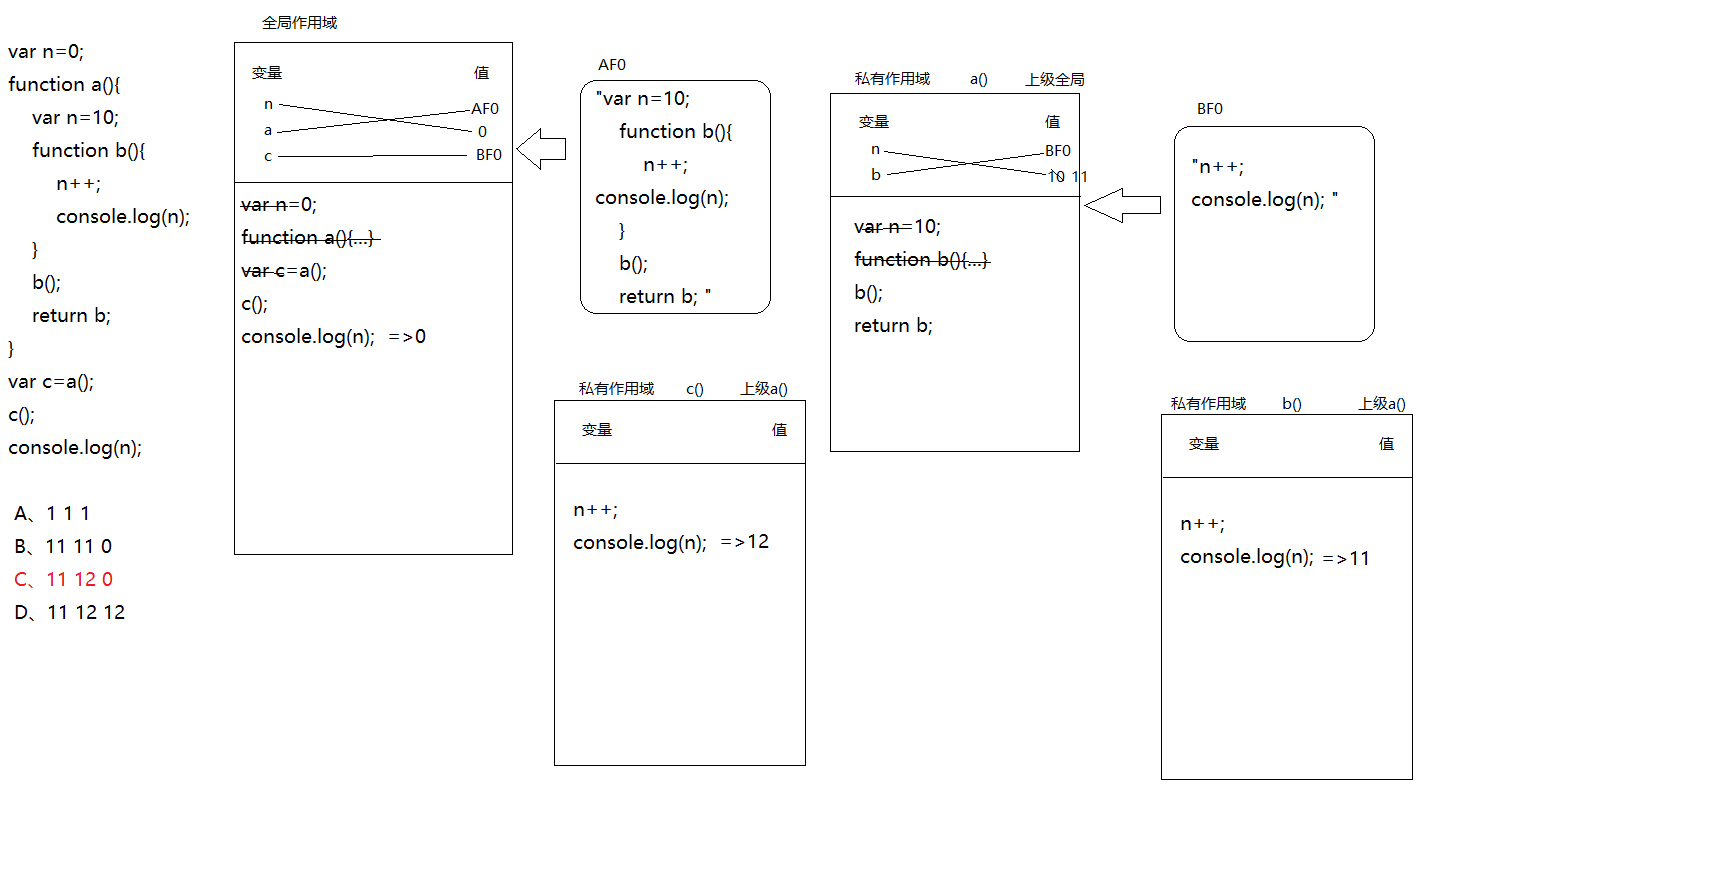 var n=0;
function a(){
var n=10;
function b(){
n++;
console.log(n);
}
b();
return b;
}
var c=a();
c();
console.log(n);
A、1 1 1
B、11 11 0
C、11 12 0
D、11 12 12
全局作用域
变量 值
n AF0
a 0
c BF0
var n=0;
function a(){...}
var c=a();
c();
console.log(n); =>0
AF0
"var n=10;
function b(){
n++;
console.log(n);
}
b();
return b; "
私有作用域 a() 上级全局
变量 值
n BF0
b 10 11
var n=10;
function b(){...}
b();
return b;
BF0
"n++;
console.log(n); "
私有作用域 c() 上级a()
变量 值
n++;
console.log(n); =>12
私有作用域 b() 上级a()
变量 值
n++;
console.log(n); =>11